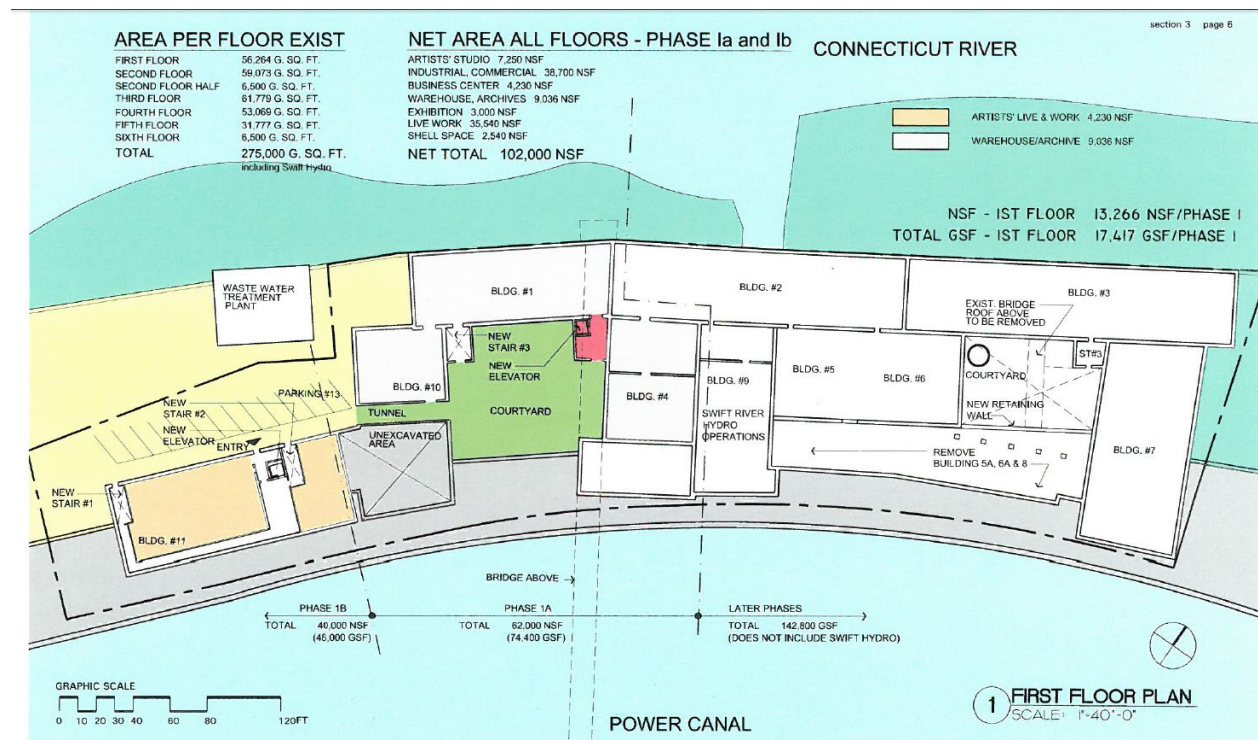 section 3 page 6
AREA PER FLOOR EXIST
FIRST FLOOR 56,264 G. SQ. FT.
SECOND FLOOR 59,073 G. SQ. FT.
SECOND FLOOR HALF 6,500 G. SQ. FT.
THIRD FLOOR 61,779 G. SQ. FT.
FOURTH FLOOR 53,069 G. SQ. FT.
FIFTH FLOOR 31,777 G. SQ. FT.
SIXTH FLOOR 6,500 G. SQ. FT.
TOTAL 275,000 G. SQ. FT.
including Swift Hydro
NET AREA ALL FLOORS - PHASE Ia and Ib
ARTISTS' STUDIO 7,250 NSF
INDUSTRIAL, COMMERCIAL 38,700 NSF
BUSINESS CENTER 4,230 NSF
WAREHOUSE, ARCHIVES 9,036 NSF
EXHIBITION 3,000 NSF
LIVE WORK 35,540 NSF
SHELL SPACE 2,540 NSF
NET TOTAL 102,000 NSF
CONNECTICUT RIVER
ARTISTS' LIVE & WORK 4,230 NSF
WAREHOUSE/ARCHIVE 9,036 NSF
NSF - 1ST FLOOR 13,266 NSF/PHASE 1
TOTAL GSF - 1ST FLOOR 17,417 GSF/PHASE 1
WASTE WATER
TREATMENT
PLANT
BLDG. #1
BLDG. #2
BLDG. #3
EXIST. BRIDGE
ROOF ABOVE
TO BE REMOVED
NEW
STAIR #3
NEW
ELEVATOR
ST#3
BLDG. #10
PARKING #13
BLDG. #4
BLDG. #9
BLDG. #5
BLDG. #6
COURTYARD
NEW
STAIR #2
NEW
ELEVATOR
ENTRY
TUNNEL
COURTYARD
UNEXCAVATED
AREA
SWIFT RIVER
HYDRO
OPERATIONS
NEW RETAINING
WALL
REMOVE
BUILDING 5A, 6A & 8
BLDG. #7
NEW
STAIR #1
BLDG. #11
BRIDGE ABOVE
PHASE 1B
TOTAL 40,000 NSF
(48,000 GSF)
PHASE 1A
TOTAL 62,000 NSF
(74,400 GSF)
LATER PHASES
TOTAL 142,800 GSF
(DOES NOT INCLUDE SWIFT HYDRO)
GRAPHIC SCALE
0 10 20 30 40 60 80 120FT
POWER CANAL
1 FIRST FLOOR PLAN
SCALE: 1"-40'-0"